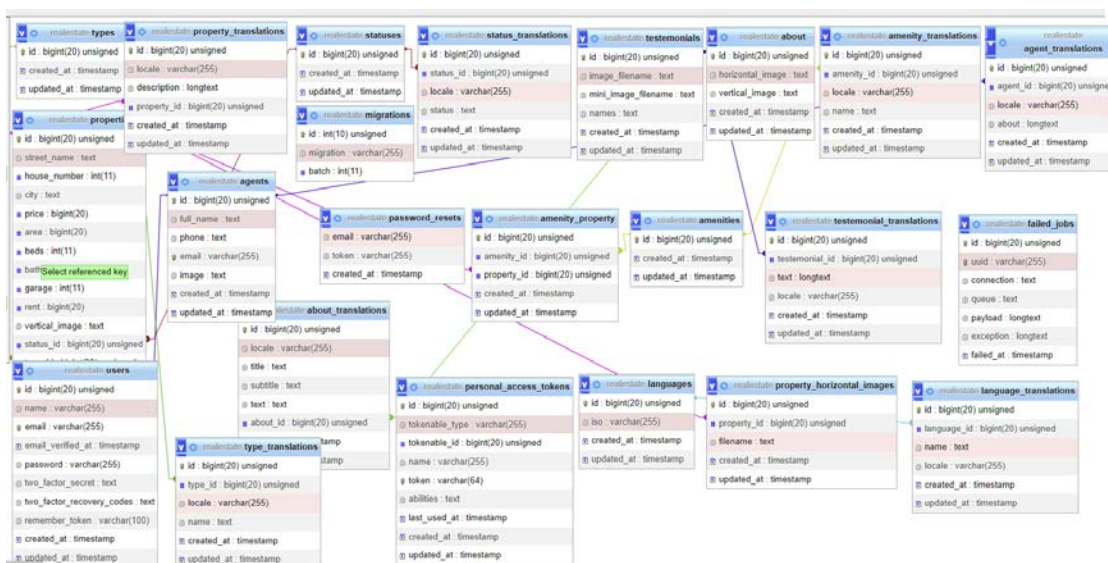 realestate types
id : bigint(20) unsigned
created_at : timestamp
updated_at : timestamp
realestate property_translations
id : bigint(20) unsigned
locale : varchar(255)
description : longtext
property_id : bigint(20) unsigned
created_at : timestamp
updated_at : timestamp
realestate statuses
id : bigint(20) unsigned
created_at : timestamp
updated_at : timestamp
realestate status_translations
id : bigint(20) unsigned
status_id : bigint(20) unsigned
locale : varchar(255)
status : text
created_at : timestamp
updated_at : timestamp
realestate testemonials
id : bigint(20) unsigned
image_filename : text
mini_image_filename : text
names : text
created_at : timestamp
updated_at : timestamp
realestate about
id : bigint(20) unsigned
horizontal_image : text
vertical_image : text
created_at : timestamp
updated_at : timestamp
realestate amenity_translations
id : bigint(20) unsigned
amenity_id : bigint(20) unsigned
locale : varchar(255)
name : text
created_at : timestamp
updated_at : timestamp
realestate
agent_translations
id : bigint(20) unsigned
agent_id : bigint(20) unsigned
locale : varchar(255)
about : longtext
created_at : timestamp
updated_at : timestamp
realestate
id : bigint(20) unsigned
street_name : text
house_number : int(11)
city : text
price : bigint(20)
area : bigint(20)
beds : int(11)
Select referenced key
garage : int(11)
rent : bigint(20)
vertical_image : text
status_id : bigint(20) unsigned
realestate migrations
id : int(10) unsigned
migration : varchar(255)
batch : int(11)
realestate agents
id : bigint(20) unsigned
full_name : text
phone : text
email : varchar(255)
image : text
created_at : timestamp
updated_at : timestamp
realestate password_resets
email : varchar(255)
token : varchar(255)
created_at : timestamp
realestate amenity_property
id : bigint(20) unsigned
amenity_id : bigint(20) unsigned
property_id : bigint(20) unsigned
created_at : timestamp
updated_at : timestamp
realestate amenities
id : bigint(20) unsigned
created_at : timestamp
updated_at : timestamp
realestate testemonial_translations
id : bigint(20) unsigned
testemonial_id : bigint(20) unsigned
text : longtext
locale : varchar(255)
created_at : timestamp
updated_at : timestamp
realestate failed_jobs
id : bigint(20) unsigned
uuid : varchar(255)
connection : text
queue : text
payload : longtext
exception : longtext
failed_at : timestamp
about_translations
id : bigint(20) unsigned
locale : varchar(255)
title : text
subtitle : text
text : text
about_id : bigint(20) unsigned
timestamp
timestamp
realestate users
id : bigint(20) unsigned
name : varchar(255)
email : varchar(255)
email_verified_at : timestamp
password : varchar(255)
two_factor_secret : text
two_factor_recovery_codes : text
remember_token : varchar(100)
created_at : timestamp
updated_at : timestamp
realestate type_translations
id : bigint(20) unsigned
type_id : bigint(20) unsigned
locale : varchar(255)
name : text
created_at : timestamp
updated_at : timestamp
realestate personal_access_tokens
id : bigint(20) unsigned
tokenable_type : varchar(255)
tokenable_id : bigint(20) unsigned
name : varchar(255)
token : varchar(64)
abilities : text
last_used_at : timestamp
created_at : timestamp
updated_at : timestamp
realestate languages
id : bigint(20) unsigned
iso : varchar(255)
created_at : timestamp
updated_at : timestamp
realestate property_horizontal_images
id : bigint(20) unsigned
property_id : bigint(20) unsigned
filename : text
created_at : timestamp
updated_at : timestamp
realestate language_translations
id : bigint(20) unsigned
language_id : bigint(20) unsigned
name : text
locale : varchar(255)
created_at : timestamp
updated_at : timestamp